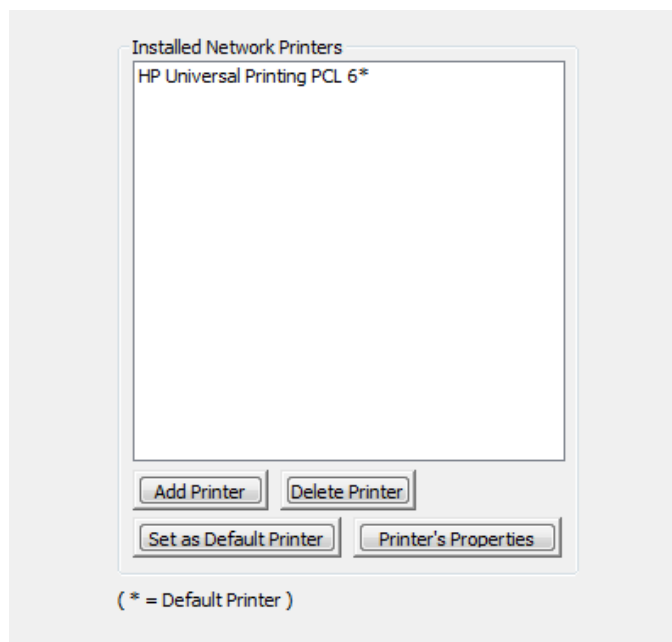 Installed Network Printers
HP Universal Printing PCL 6*
Add Printer Delete Printer
Set as Default Printer Printer's Properties
( * = Default Printer )